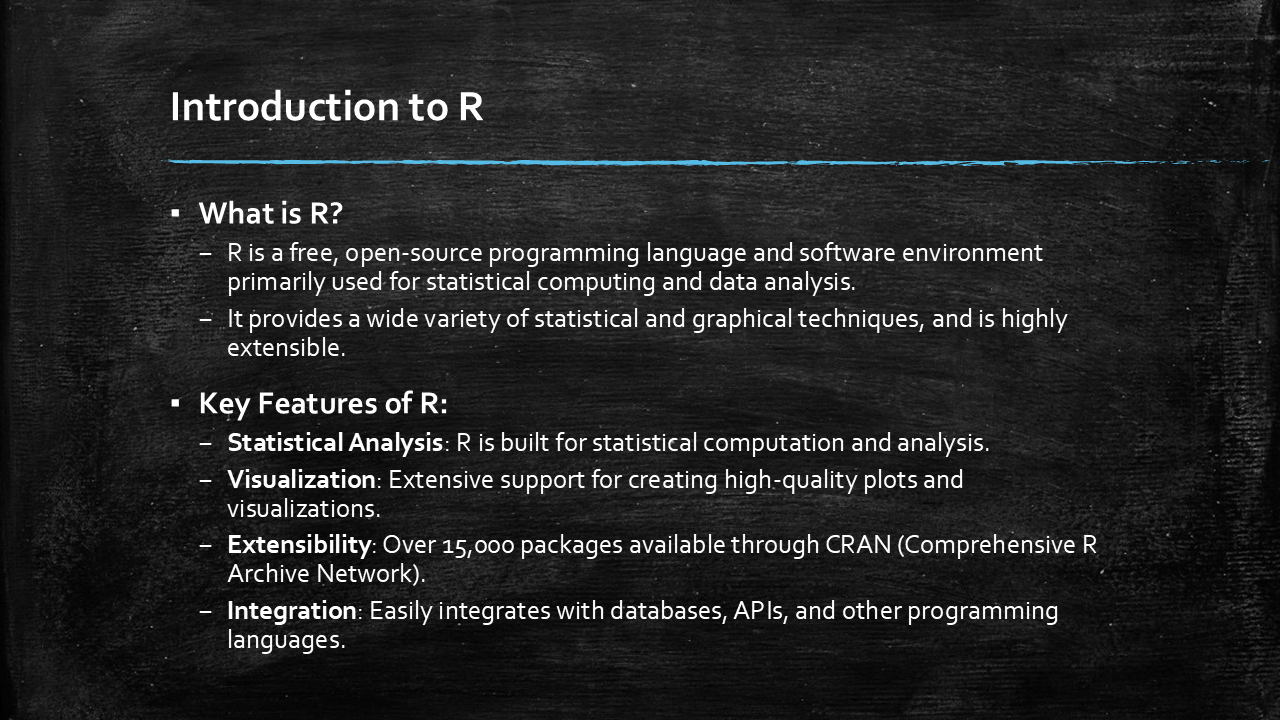 Introduction to R
▪ What is R?
– R is a free, open-source programming language and software environment
primarily used for statistical computing and data analysis.
– It provides a wide variety of statistical and graphical techniques, and is highly
extensible.
▪ Key Features of R:
– Statistical Analysis: R is built for statistical computation and analysis.
– Visualization: Extensive support for creating high-quality plots and
visualizations.
– Extensibility: Over 15,000 packages available through CRAN (Comprehensive R
Archive Network).
– Integration: Easily integrates with databases, APIs, and other programming
languages.